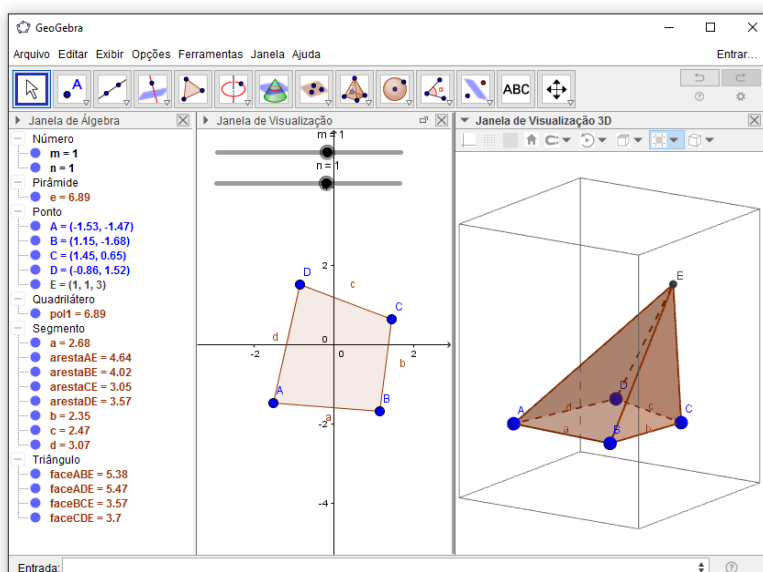 GeoGebra
Arquivo Editar Exibir Opções Ferramentas Janela Ajuda
Entrar...
A
a=2
ABC
Janela de Álgebra
Janela de Visualização
Janela de Visualização 3D
Número
m = 1
n = 1
Pirâmide
e = 6.89
Ponto
A = (-1.53, -1.47)
B = (1.15, -1.68)
C = (1.45, 0.65)
D = (-0.86, 1.52)
E = (1, 1, 3)
Quadrilátero
pol1 = 6.89
Segmento
a = 2.68
arestaAE = 4.64
arestaBE = 4.02
arestaCE = 3.05
arestaDE = 3.57
b = 2.35
c = 2.47
d = 3.07
Triângulo
faceABE = 5.38
faceADE = 5.47
faceBCE = 3.57
faceCDE = 3.7
m = 1
n = 1
2
D
c
C
0
-2
0
2
d
b
A
B
a
-2
-4
E
D
A
d
c
C
a
B
b
Entrada: